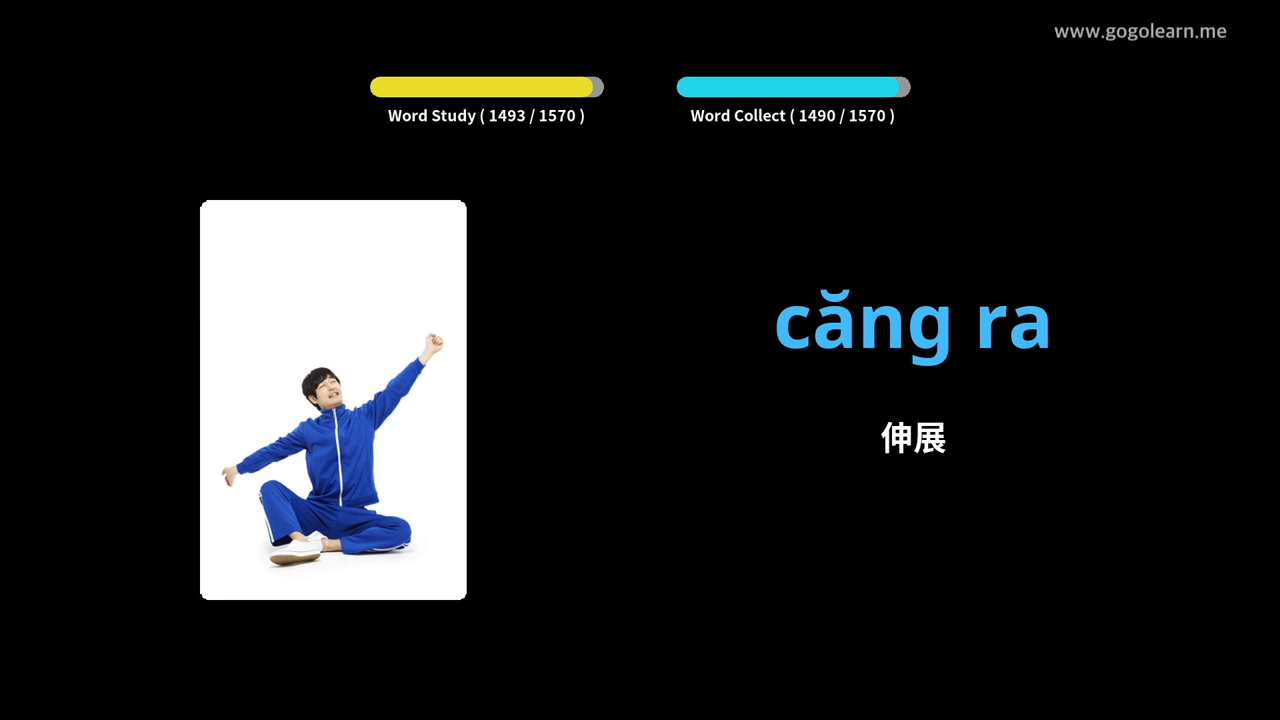 www.gogolearn.me
Word Study ( 1493 / 1570 )
Word Collect ( 1490 / 1570 )
căng ra
伸展